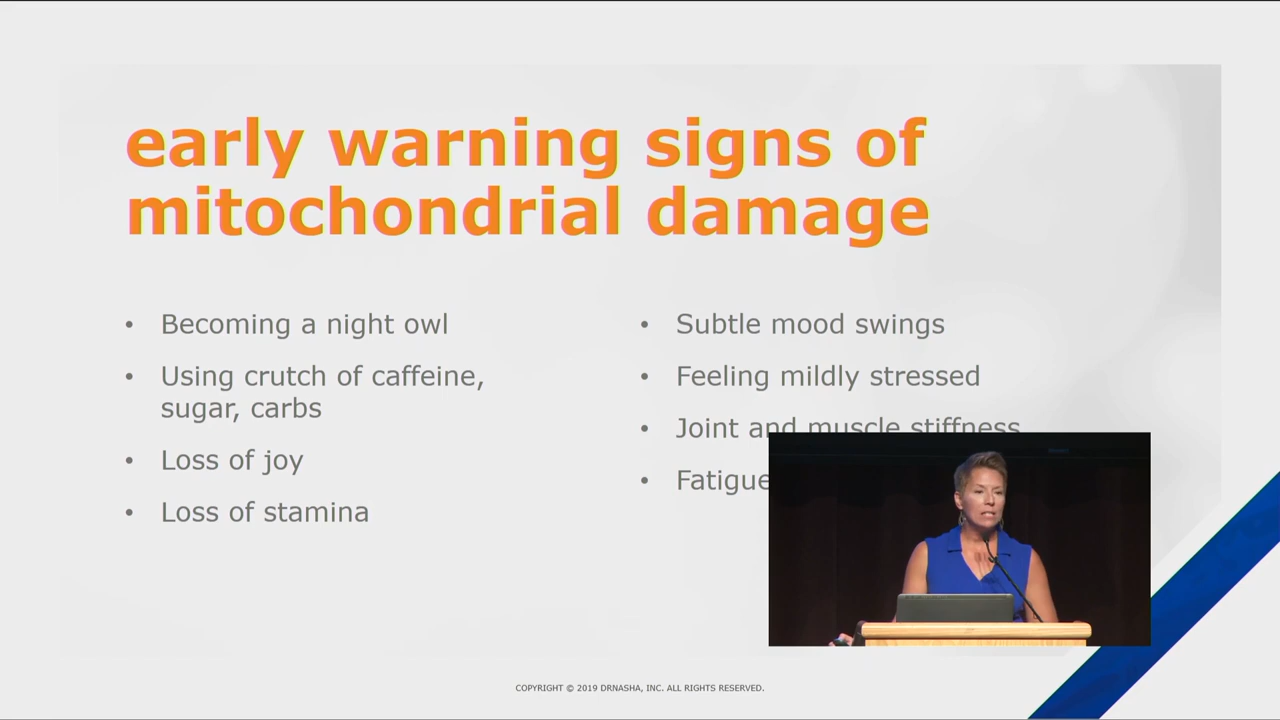 early warning signs of
mitochondrial damage
• Becoming a night owl
• Using crutch of caffeine,
sugar, carbs
• Loss of joy
• Loss of stamina
• Subtle mood swings
• Feeling mildly stressed
• Joint and muscle stiffness
• Fatigue
COPYRIGHT © 2019 DRNASHA, INC. ALL RIGHTS RESERVED.